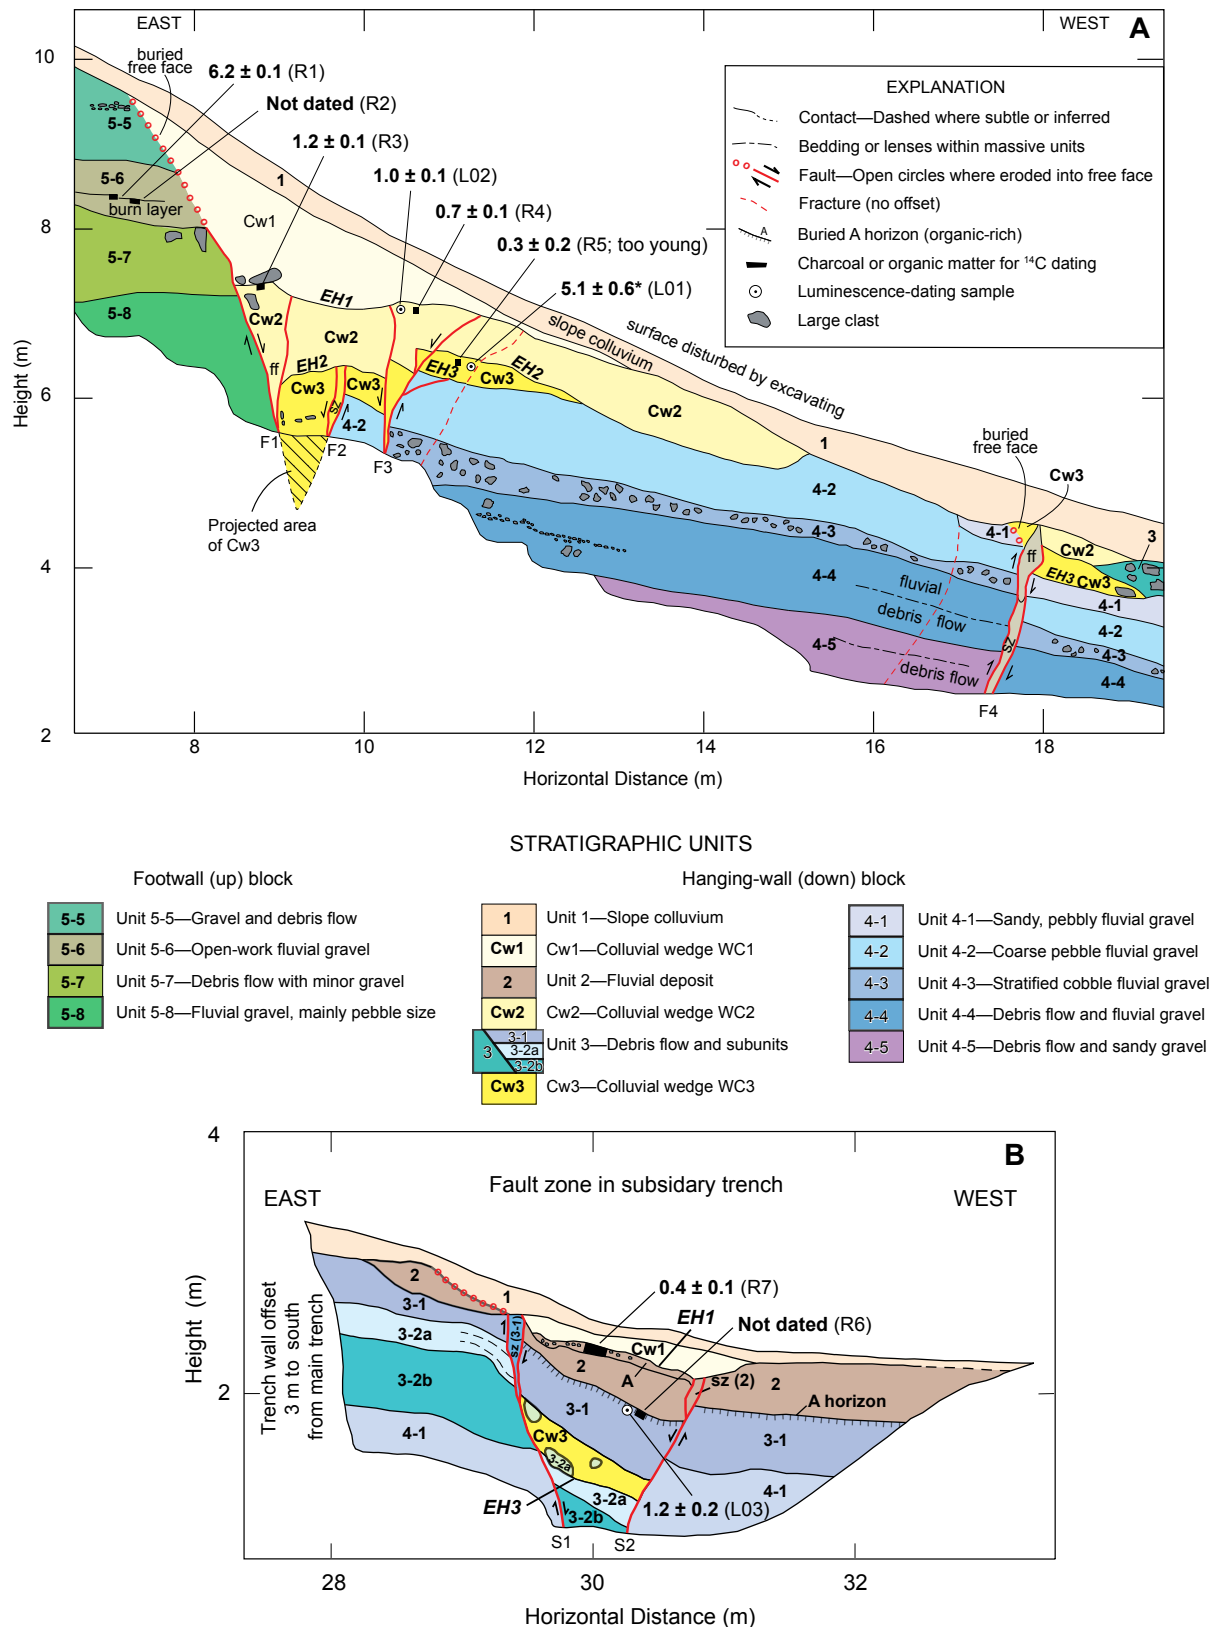 EAST
WEST
A
10
8
6
4
2
Height (m)
buried
free face
6.2 ± 0.1 (R1)
Not dated (R2)
1.2 ± 0.1 (R3)
1.0 ± 0.1 (L02)
0.7 ± 0.1 (R4)
0.3 ± 0.2 (R5; too young)
5.1 ± 0.6* (L01)
EXPLANATION
Contact—Dashed where subtle or inferred
Bedding or lenses within massive units
Fault—Open circles where eroded into free face
Fracture (no offset)
A
Buried A horizon (organic-rich)
Charcoal or organic matter for 14C dating
Luminescence-dating sample
Large clast
5-5
5-6
burn layer
5-7
5-8
1
Cw1
EH1
Cw2
Cw2
ff
EH2
Cw3
Cw3
sz
4-2
EH3
Cw3
EH2
Cw2
slope colluvium
surface disturbed by excavating
1
F1
F2
F3
Projected area
of Cw3
4-2
4-3
4-4
fluvial
debris flow
4-5
debris flow
buried
free face
Cw3
4-1
ff
Cw2
3
EH3
Cw3
4-1
4-2
4-3
4-4
sz
F4
8
10
12
14
16
18
Horizontal Distance (m)
STRATIGRAPHIC UNITS
Footwall (up) block
Hanging-wall (down) block
5-5 Unit 5-5—Gravel and debris flow
5-6 Unit 5-6—Open-work fluvial gravel
5-7 Unit 5-7—Debris flow with minor gravel
5-8 Unit 5-8—Fluvial gravel, mainly pebble size
1 Unit 1—Slope colluvium
Cw1 Cw1—Colluvial wedge WC1
2 Unit 2—Fluvial deposit
Cw2 Cw2—Colluvial wedge WC2
3 3-1 3-2a 3-2b Unit 3—Debris flow and subunits
Cw3 Cw3—Colluvial wedge WC3
4-1 Unit 4-1—Sandy, pebbly fluvial gravel
4-2 Unit 4-2—Coarse pebble fluvial gravel
4-3 Unit 4-3—Stratified cobble fluvial gravel
4-4 Unit 4-4—Debris flow and fluvial gravel
4-5 Unit 4-5—Debris flow and sandy gravel
4
2
Height (m)
B
Fault zone in subsidary trench
EAST
WEST
Trench wall offset
3 m to south
from main trench
0.4 ± 0.1 (R7)
EH1
Not dated (R6)
2
3-1
1
3-2a
sz (3-1)
Cw1
2
A
sz (2)
2
A horizon
3-2b
3-1
3-1
Cw3
3-2a
4-1
4-1
EH3
3-2a
3-2b
1.2 ± 0.2 (L03)
S1
S2
28
30
32
Horizontal Distance (m)